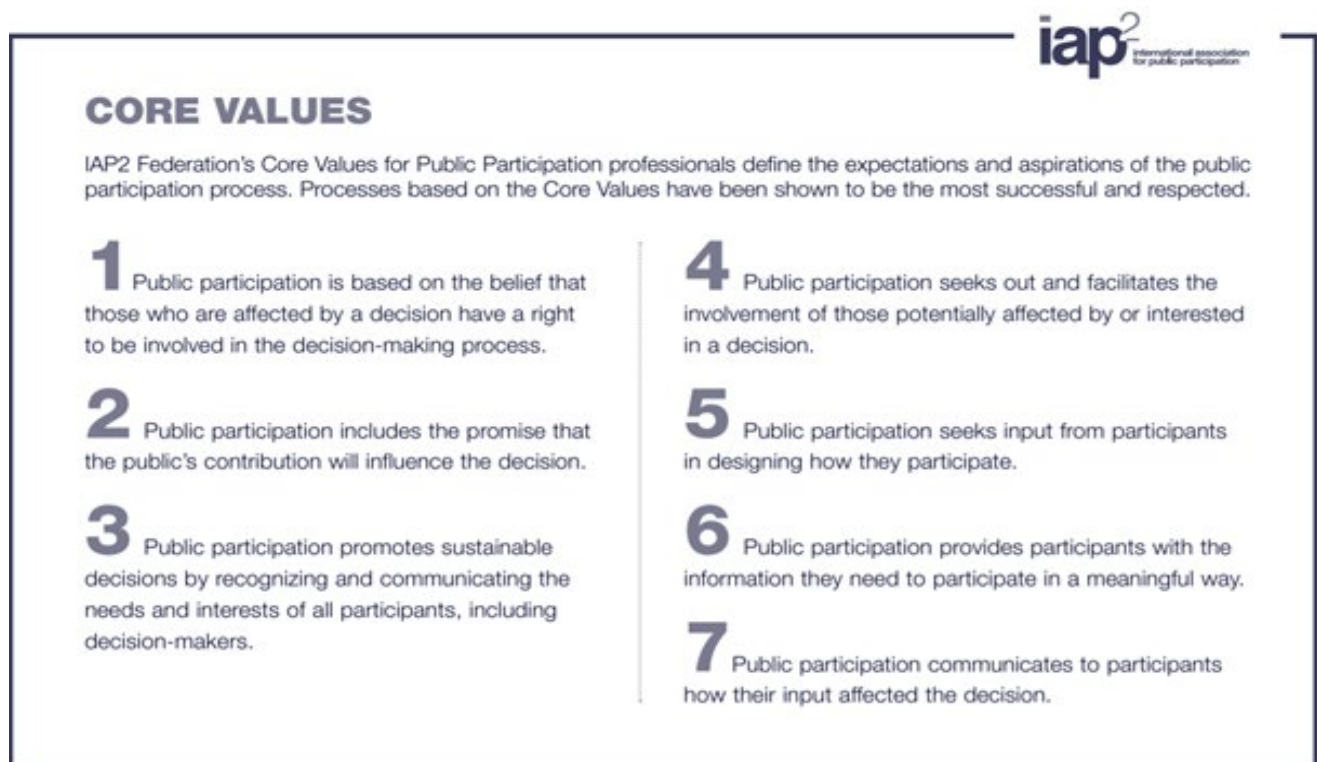 iap2 international association
for public participation
CORE VALUES
IAP2 Federation's Core Values for Public Participation professionals define the expectations and aspirations of the public
participation process. Processes based on the Core Values have been shown to be the most successful and respected.
1 Public participation is based on the belief that
those who are affected by a decision have a right
to be involved in the decision-making process.
2 Public participation includes the promise that
the public's contribution will influence the decision.
3 Public participation promotes sustainable
decisions by recognizing and communicating the
needs and interests of all participants, including
decision-makers.
4 Public participation seeks out and facilitates the
involvement of those potentially affected by or interested
in a decision.
5 Public participation seeks input from participants
in designing how they participate.
6 Public participation provides participants with the
information they need to participate in a meaningful way.
7 Public participation communicates to participants
how their input affected the decision.